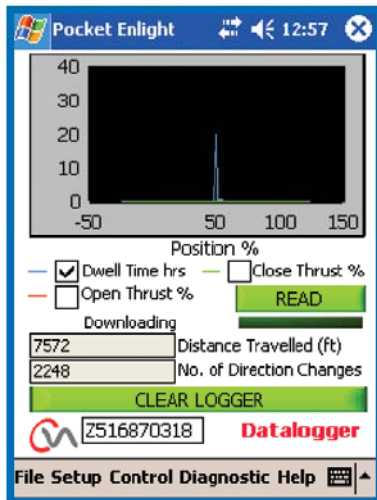 Pocket Enlight 12:57
40
30
20
10
0
-50 50 100 150
Position %
Dwell Time hrs Close Thrust %
Open Thrust % READ
Downloading
7572 Distance Travelled (ft)
2248 No. of Direction Changes
CLEAR LOGGER
Z516870318 Datalogger
File Setup Control Diagnostic Help